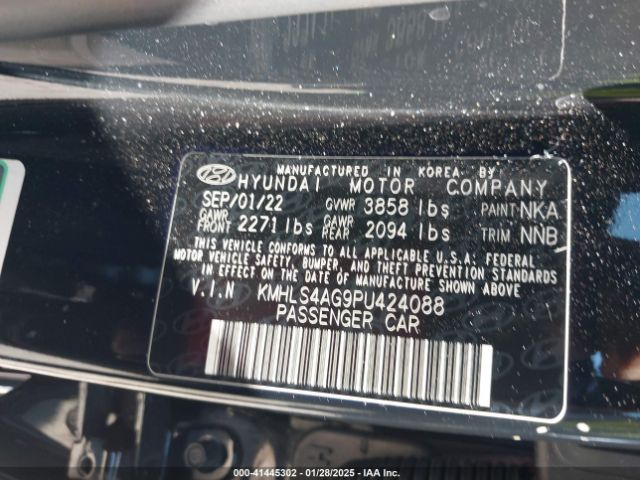 MANUFACTURED IN KOREA BY
HYUNDAI MOTOR COMPANY
SEP/01/22 GVWR 3858 lbs PAINT:NKA
GAWR FRONT 2271 lbs GAWR REAR 2094 lbs TRIM NNB
THIS VEHICLE CONFORMS TO ALL APPLICABLE U.S.A. FEDERAL
MOTOR VEHICLE SAFETY, BUMPER, AND THEFT PREVENTION STANDARDS
IN EFFECT ON THE DATE OF MANUFACTURE SHOWN ABOVE
V.I.N KMHLS4AG9PU424088
PASSENGER CAR
000-41445302 | 01/28/2025 | IAA Inc.